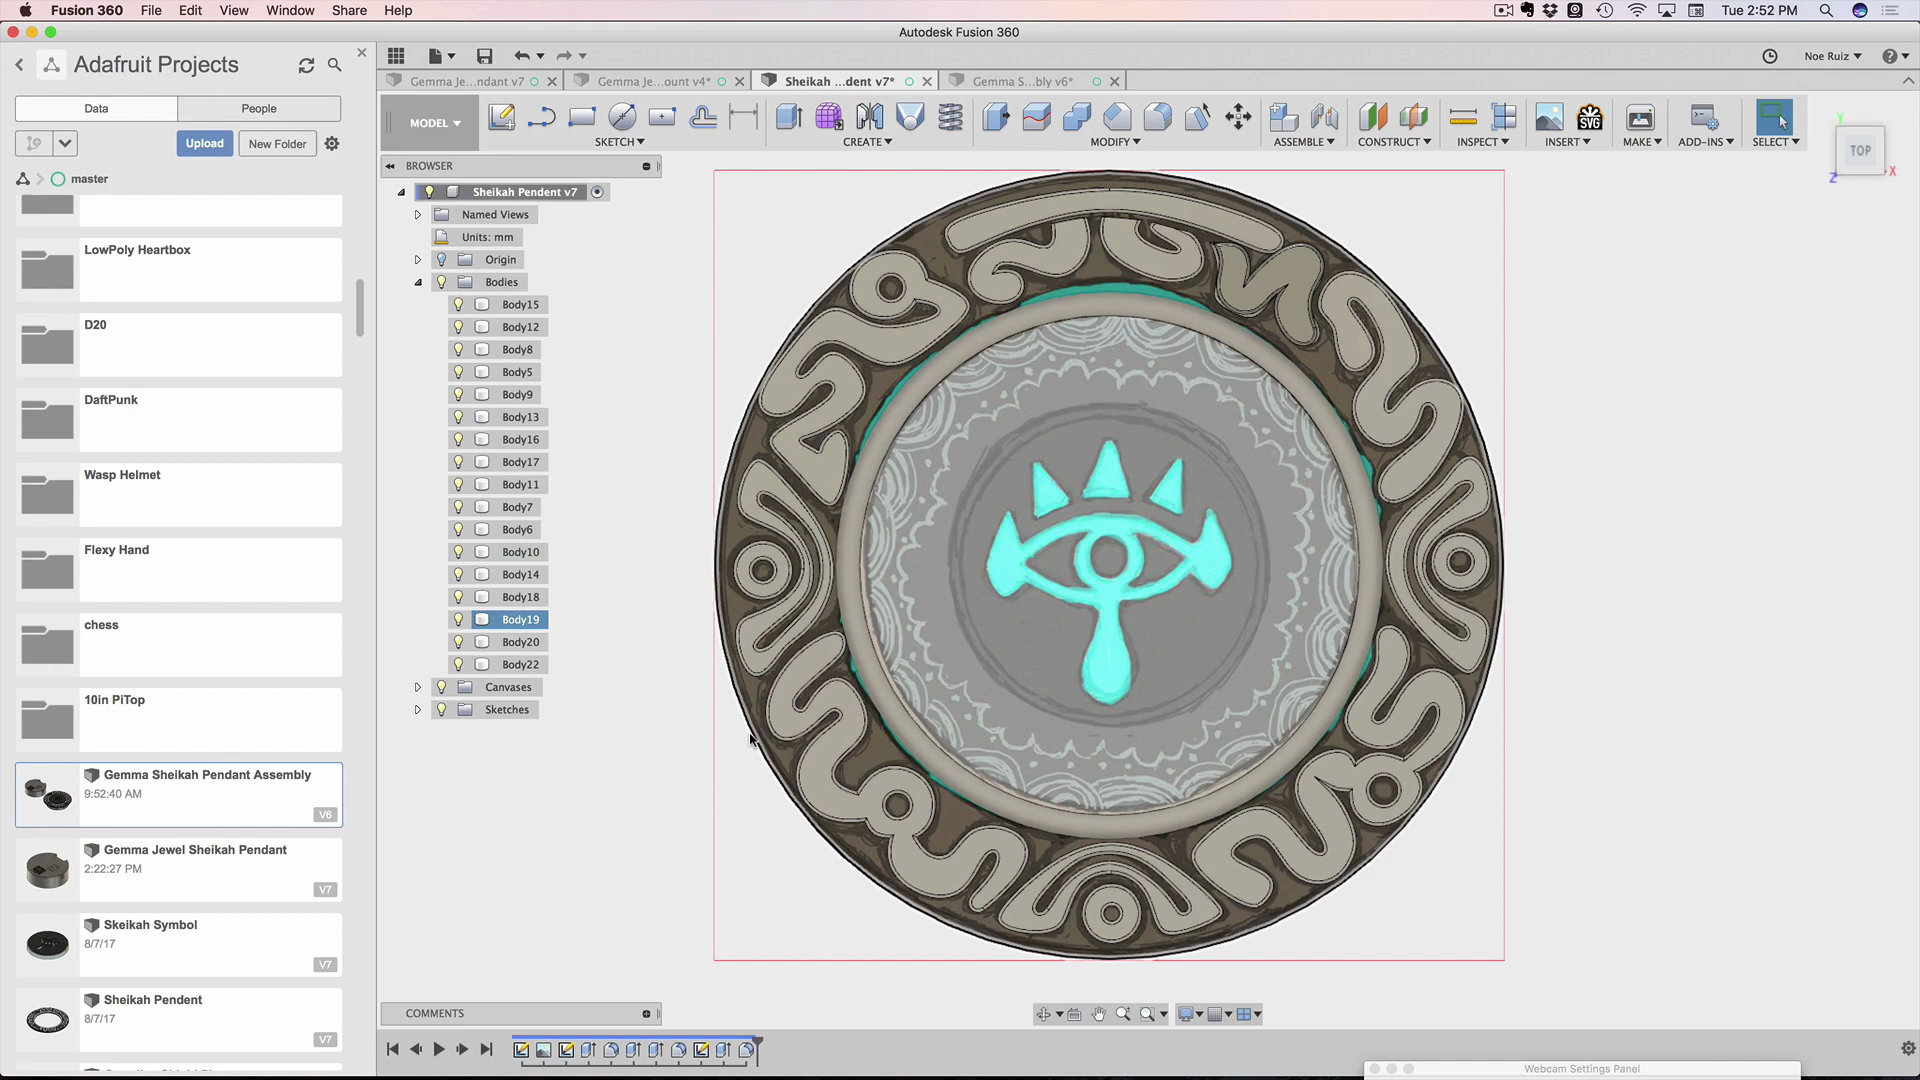 Fusion 360 File Edit View Window Share Help
Tue 2:52 PM
Autodesk Fusion 360
Adafruit Projects
Noe Ruiz
Gemma Je...ndant v7
Gemma Je...ount v4*
Sheikah ...dent v7*
Gemma S...bly v6*
Data
People
MODEL
SKETCH
CREATE
MODIFY
ASSEMBLE
CONSTRUCT
INSPECT
SVG
INSERT
MAKE
ADD-INS
SELECT
Y
TOP
Z
X
Upload
New Folder
BROWSER
master
Sheikah Pendent v7
Named Views
Units: mm
Origin
Bodies
Body15
Body12
Body8
Body5
Body9
Body13
Body16
Body17
Body11
Body7
Body6
Body10
Body14
Body18
Body19
Body20
Body22
Canvases
Sketches
LowPoly Heartbox
D20
DaftPunk
Wasp Helmet
Flexy Hand
chess
10in PiTop
Gemma Sheikah Pendant Assembly
9:52:40 AM
V6
Gemma Jewel Sheikah Pendant
2:22:27 PM
V7
Skeikah Symbol
8/7/17
V7
Sheikah Pendent
8/7/17
V7
COMMENTS
Webcam Settings Panel